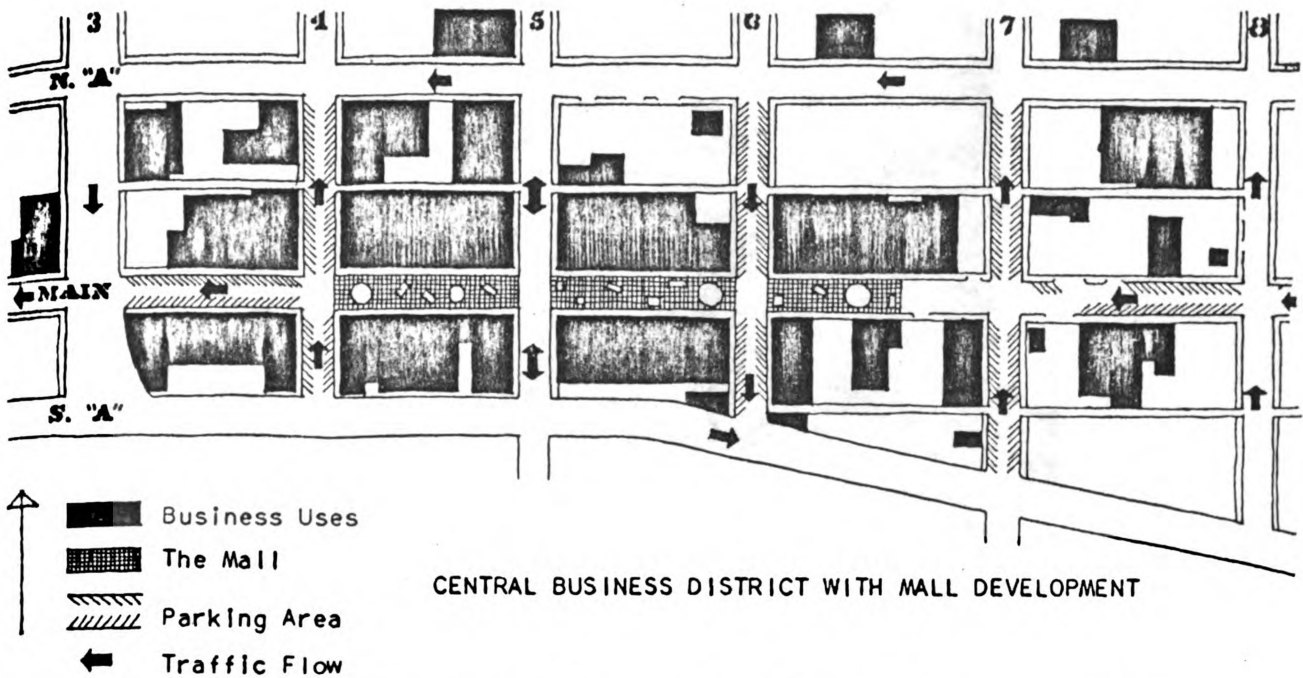 3 4 5 6 7 8
N. "A"
MAIN
S. "A"
Business Uses
The Mall
Parking Area
Traffic Flow
CENTRAL BUSINESS DISTRICT WITH MALL DEVELOPMENT